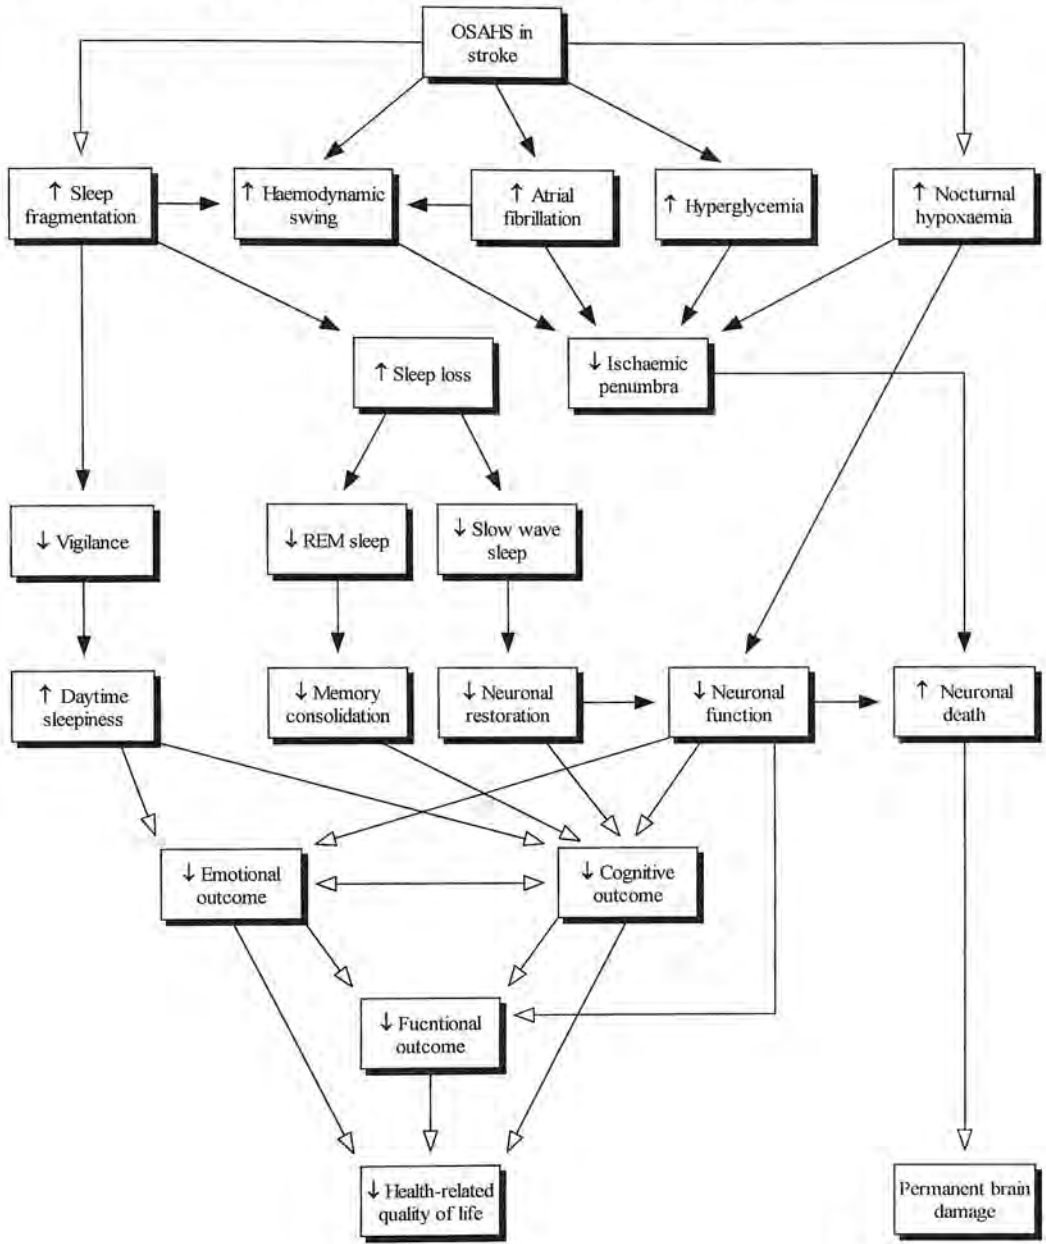 OSAHS in
stroke
↑ Sleep
fragmentation
↑ Haemodynamic
swing
↑ Atrial
fibrillation
↑ Hyperglycemia
↑ Nocturnal
hypoxaemia
↑ Sleep loss
↓ Ischaemic
penumbra
↓ Vigilance
↓ REM sleep
↓ Slow wave
sleep
↑ Daytime
sleepiness
↓ Memory
consolidation
↓ Neuronal
restoration
↓ Neuronal
function
↑ Neuronal
death
↓ Emotional
outcome
↓ Cognitive
outcome
↓ Fucntional
outcome
↓ Health-related
quality of life
Permanent brain
damage